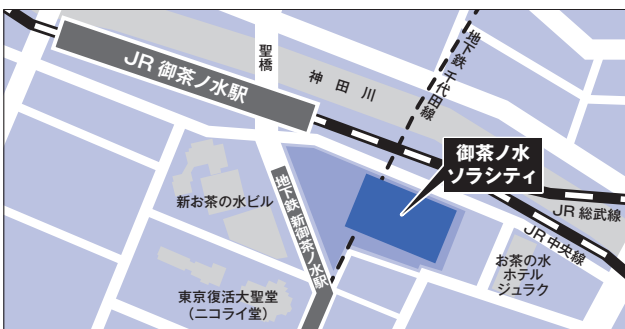 聖橋
JR 御茶ノ水駅
神田川
地下鉄 千代田線
御茶ノ水
ソラシティ
新お茶の水ビル
地下鉄 新御茶ノ水駅
JR 総武線
JR 中央線
お茶の水
ホテル
ジュラク
東京復活大聖堂
（ニコライ堂）